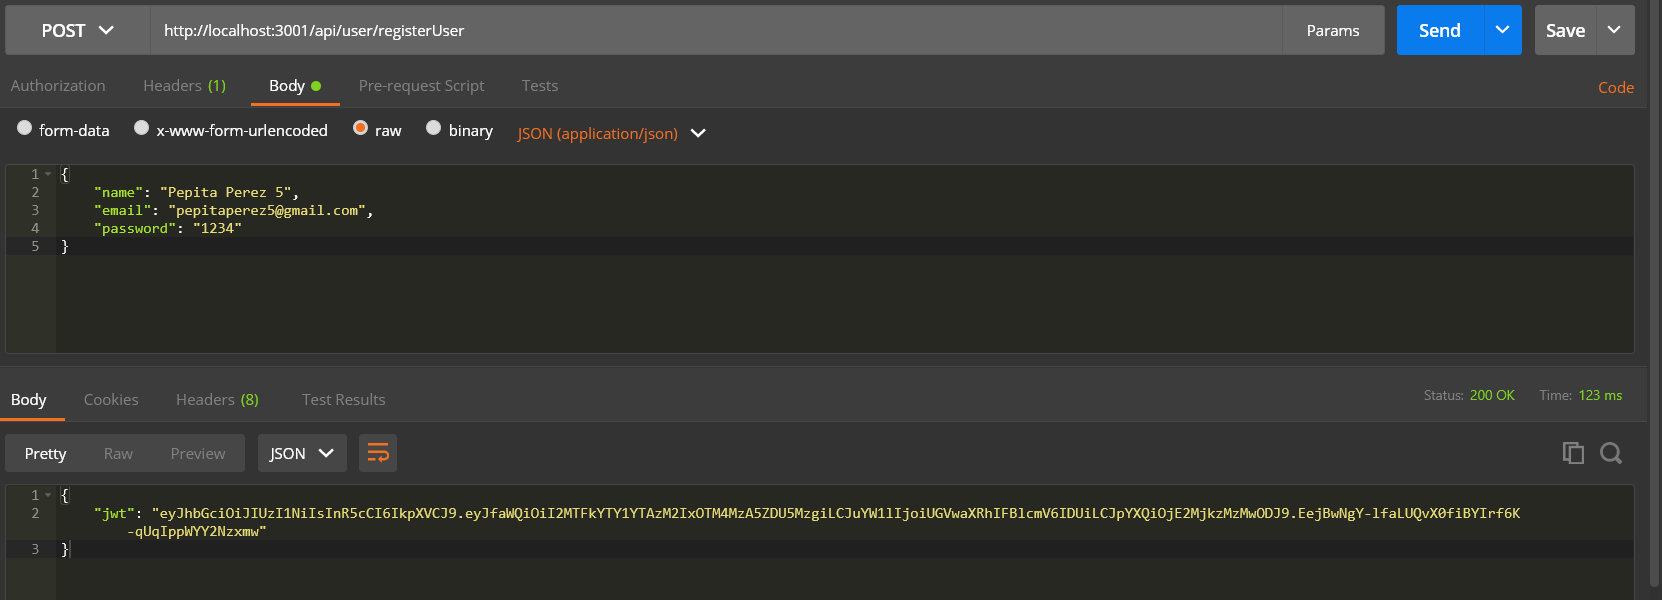 POST http://localhost:3001/api/user/registerUser Params Send Save
Authorization Headers (1) Body Pre-request Script Tests Code
form-data x-www-form-urlencoded raw binary JSON (application/json)
1 {
2 "name": "Pepita Perez 5",
3 "email": "pepitaperez5@gmail.com",
4 "password": "1234"
5 }
Body Cookies Headers (8) Test Results Status: 200 OK Time: 123 ms
Pretty Raw Preview JSON
1 {
2 "jwt": "eyJhbGciOiJIUzI1NiIsInR5cCI6IkpXVCJ9.eyJfaWQiOiI2MTFkYTY1YTAzM2IxOTM4MzA5ZDU5MzgiLCJuYW1lIjoiUGVwaXRhIFBlcmV6IDUiLCJpYXQiOjE2MjkzMzMwODJ9.EejBwNgY-lfaLUQvX0fiBYIrf6K
-qUqIppWYY2Nzxmw"
3 }